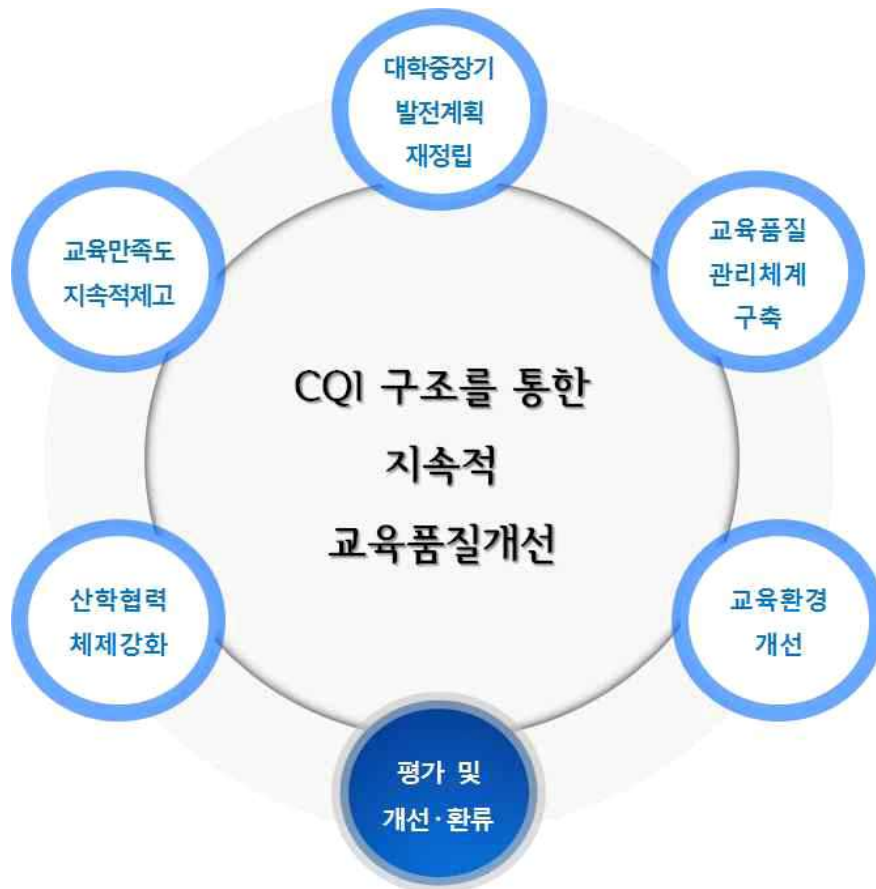 대학중장기
발전계획
재정립
교육만족도
지속적제고
교육품질
관리체계
구축
CQI 구조를 통한
지속적
교육품질개선
산학협력
체제강화
교육환경
개선
평가 및
개선·환류